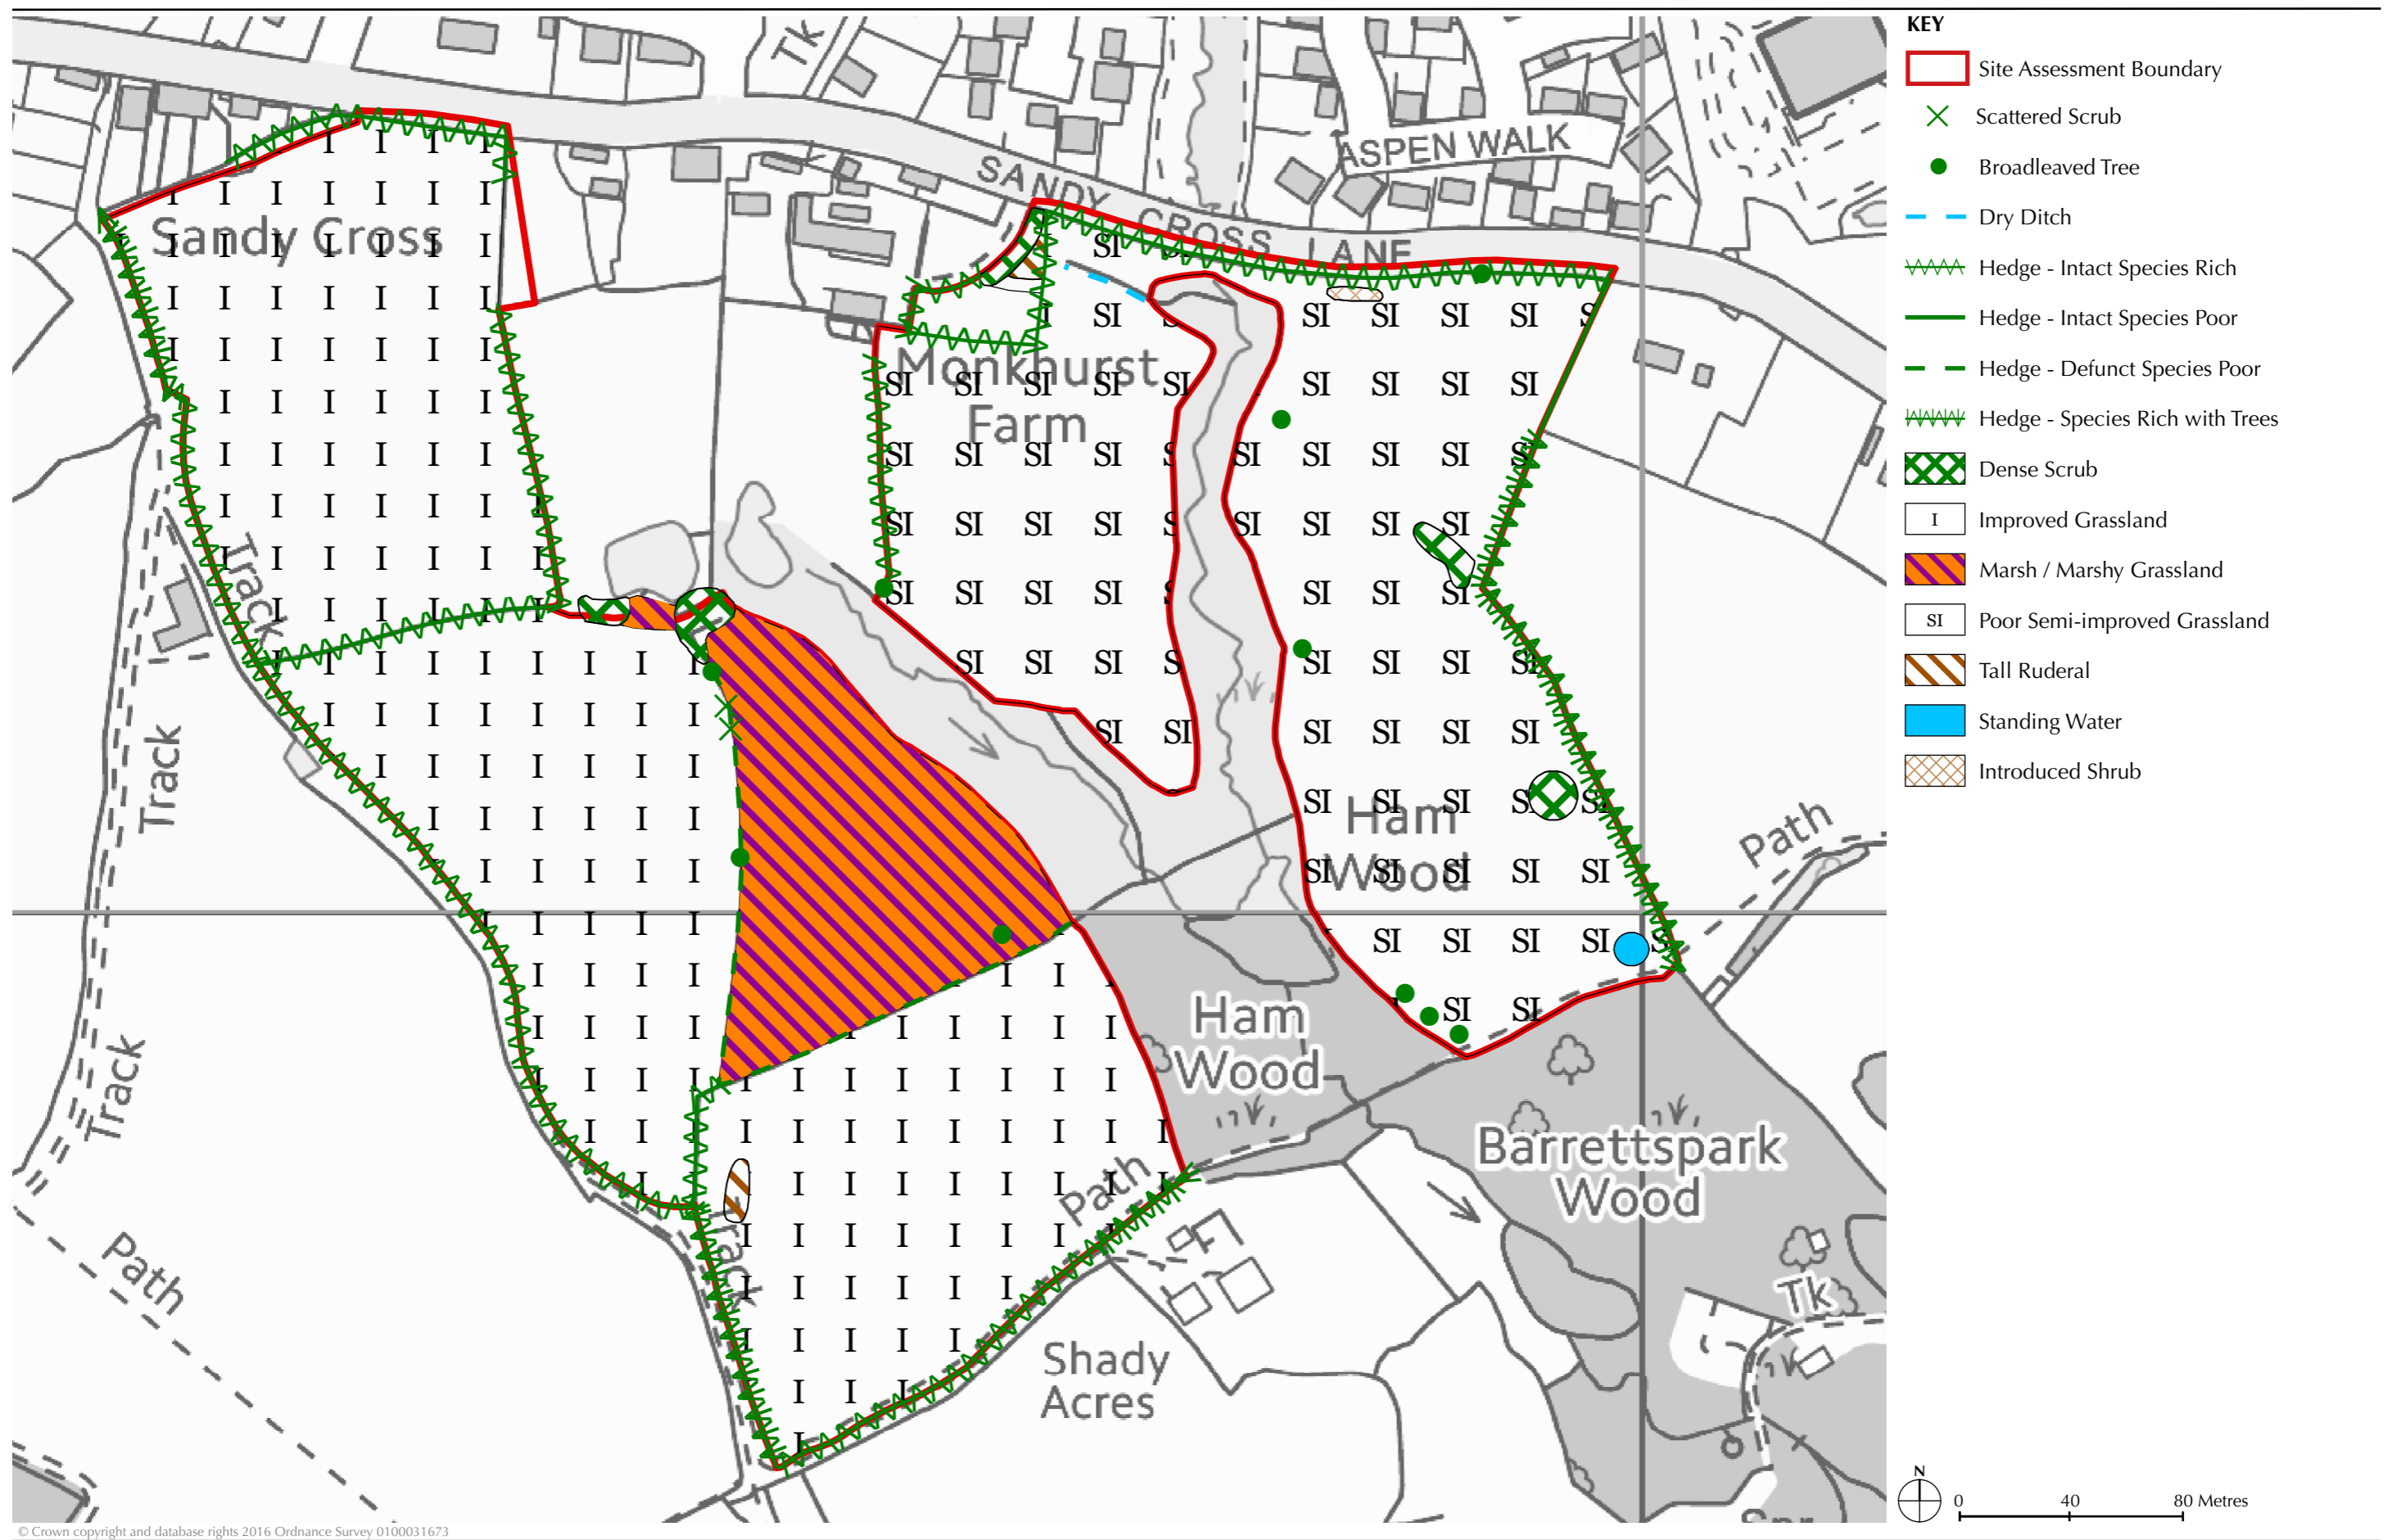 KEY
Site Assessment Boundary
Scattered Scrub
Broadleaved Tree
Dry Ditch
Hedge - Intact Species Rich
Hedge - Intact Species Poor
Hedge - Defunct Species Poor
Hedge - Species Rich with Trees
Dense Scrub
I Improved Grassland
Marsh / Marshy Grassland
SI Poor Semi-improved Grassland
Tall Ruderal
Standing Water
Introduced Shrub
Tk
ASPEN WALK
SANDY CROSS LANE
Sandy Cross
Monkhurst
Farm
Track
Track
Track
Track
Path
Ham
Wood
Path
Ham
Wood
Barrettspark
Wood
Path
Tk
Shady
Acres
N
0 40 80 Metres
© Crown copyright and database rights 2016 Ordnance Survey 0100031673